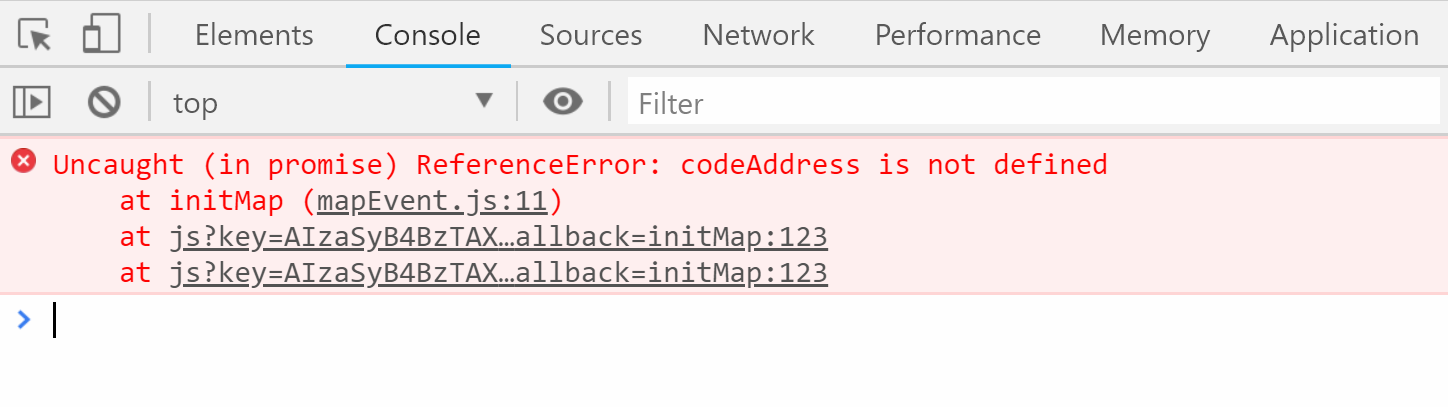 Elements Console Sources Network Performance Memory Application
top Filter
Uncaught (in promise) ReferenceError: codeAddress is not defined
at initMap (mapEvent.js:11)
at js?key=AIzaSyB4BzTAX…allback=initMap:123
at js?key=AIzaSyB4BzTAX…allback=initMap:123